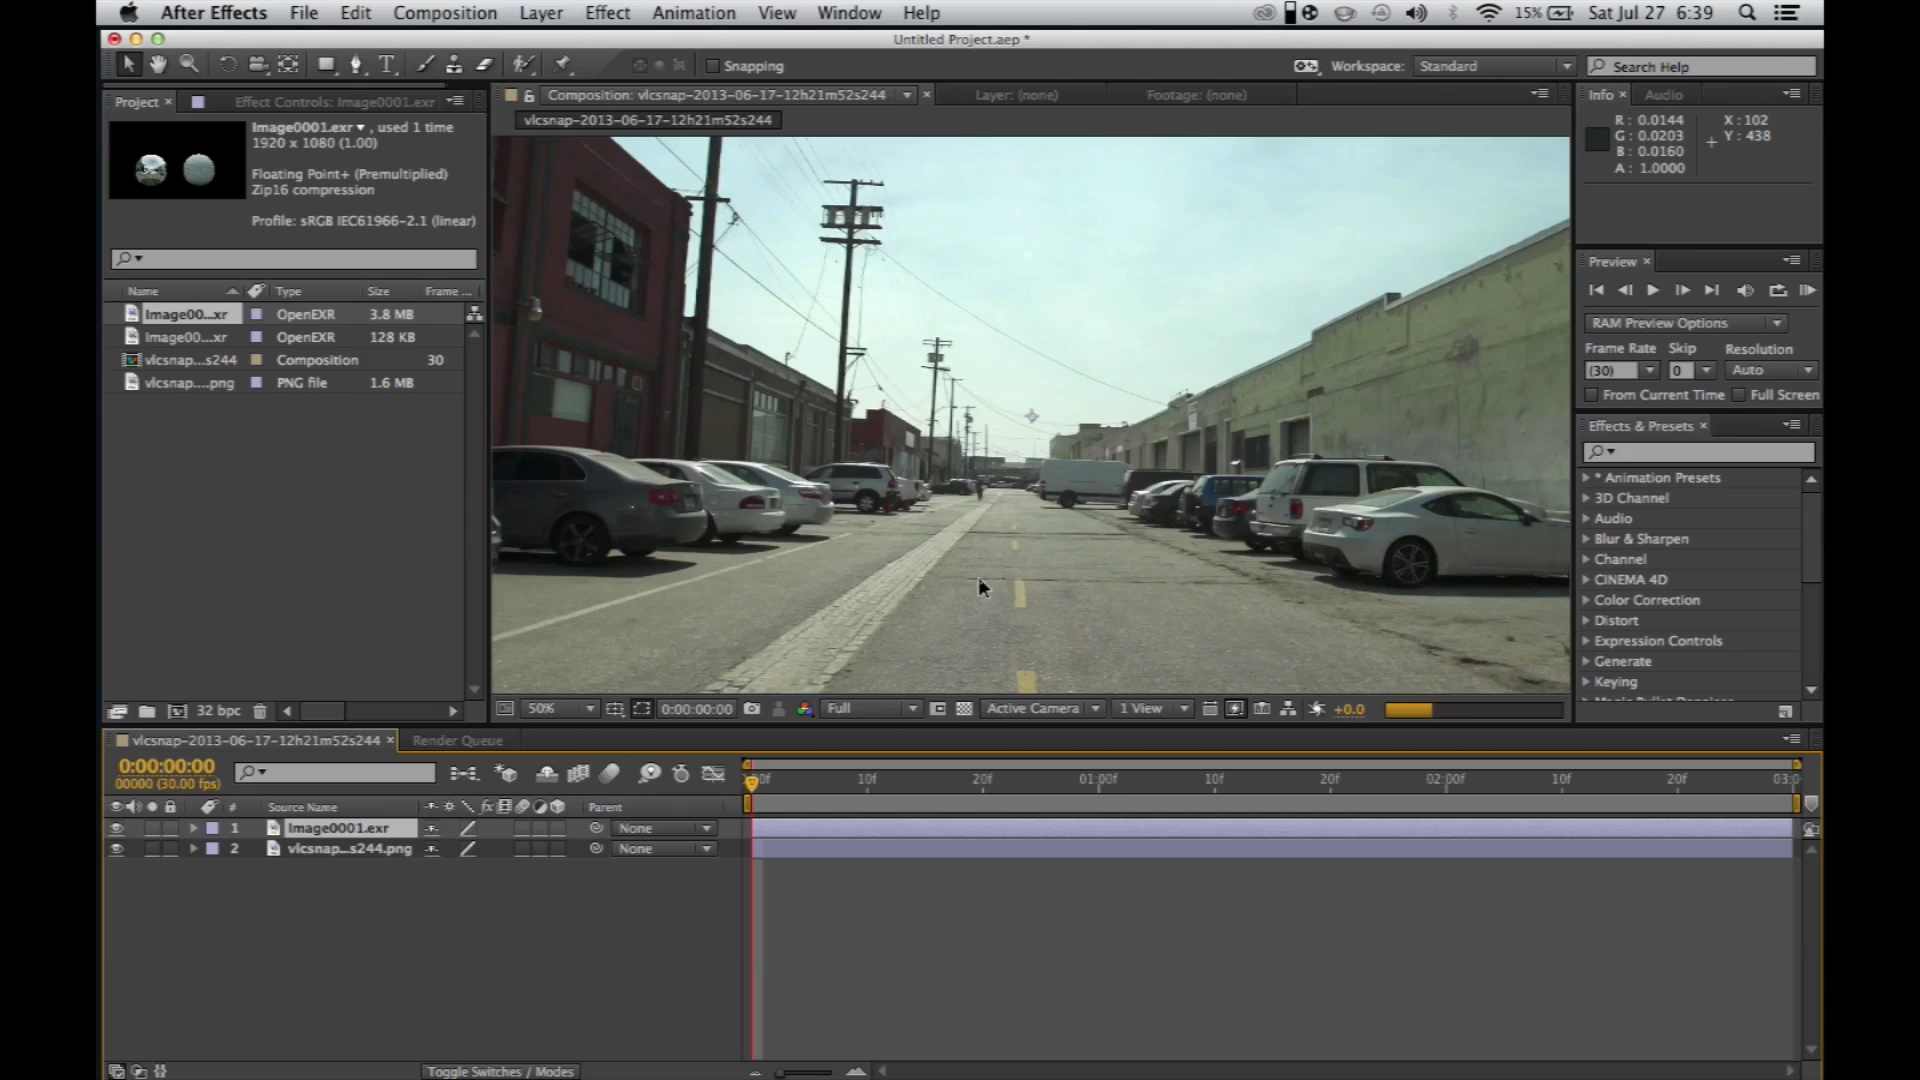 After Effects File Edit Composition Layer Effect Animation View Window Help 15% Sat Jul 27 6:39
Untitled Project.aep *
Snapping Workspace: Standard Search Help
Project × Effect Controls: Image0001.exr
Image0001.exr , used 1 time
1920 x 1080 (1.00)
Floating Point+ (Premultiplied)
Zip16 compression
Profile: sRGB IEC61966-2.1 (linear)
Name Type Size Frame ...
Image00...xr OpenEXR 3.8 MB
Image00...xr OpenEXR 128 KB
vlcsnap...s244 Composition 30
vlcsnap....png PNG file 1.6 MB
32 bpc
Composition: vlcsnap-2013-06-17-12h21m52s244 × Layer: (none) Footage: (none)
vlcsnap-2013-06-17-12h21m52s244
50% 0:00:00:00 Full Active Camera 1 View +0.0
Info × Audio
R : 0.0144 X : 102
G : 0.0203 Y : 438
B : 0.0160
A : 1.0000
Preview ×
RAM Preview Options
Frame Rate Skip Resolution
(30) 0 Auto
From Current Time Full Screen
Effects & Presets ×
* Animation Presets
3D Channel
Audio
Blur & Sharpen
Channel
CINEMA 4D
Color Correction
Distort
Expression Controls
Generate
Keying
vlcsnap-2013-06-17-12h21m52s244 × Render Queue
0:00:00:00
00000 (30.00 fps)
# Source Name fx Parent
1 Image0001.exr None
2 vlcsnap...s244.png None
10f 20f 01:00f 10f 20f 02:00f 10f 20f 03:0
Toggle Switches / Modes